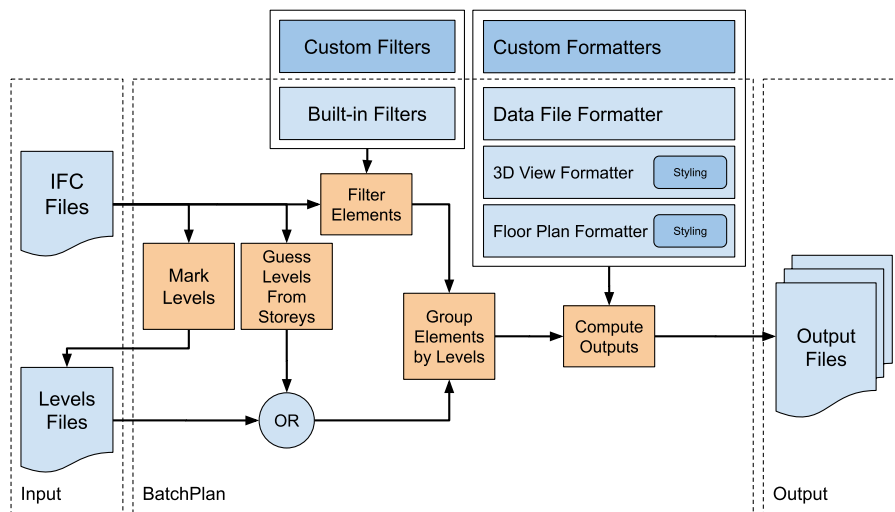 Custom Filters
Built-in Filters
Custom Formatters
Data File Formatter
3D View Formatter
Styling
Floor Plan Formatter
Styling
IFC
Files
Filter
Elements
Mark
Levels
Guess
Levels
From
Storeys
Group
Elements
by Levels
Compute
Outputs
Output
Files
Levels
Files
OR
Input
BatchPlan
Output